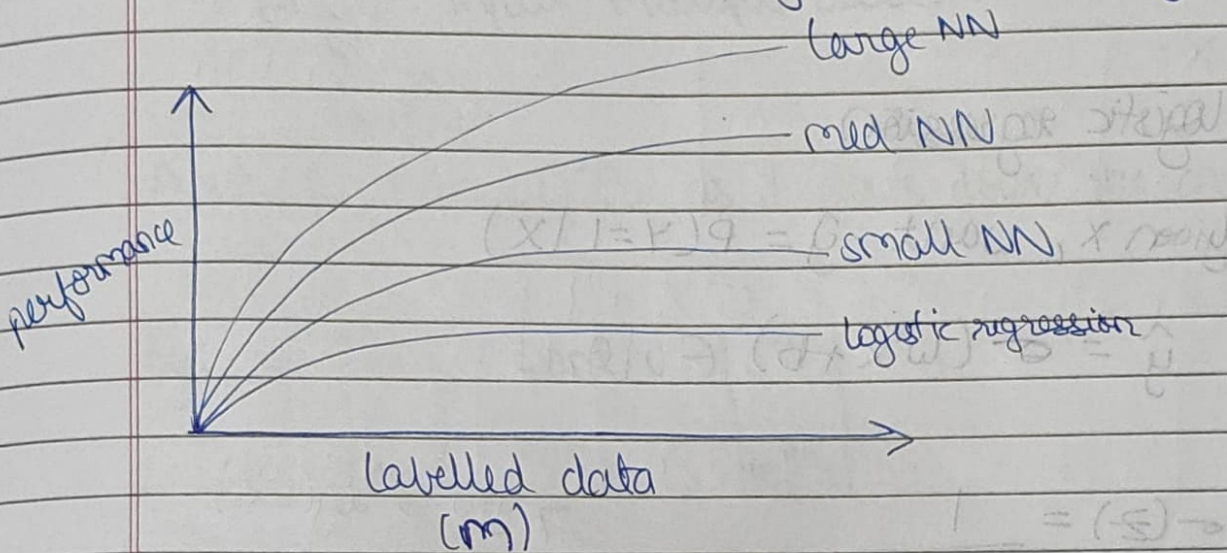 large NN
med NN
performance
small NN
logistic regression
labelled data
(m)